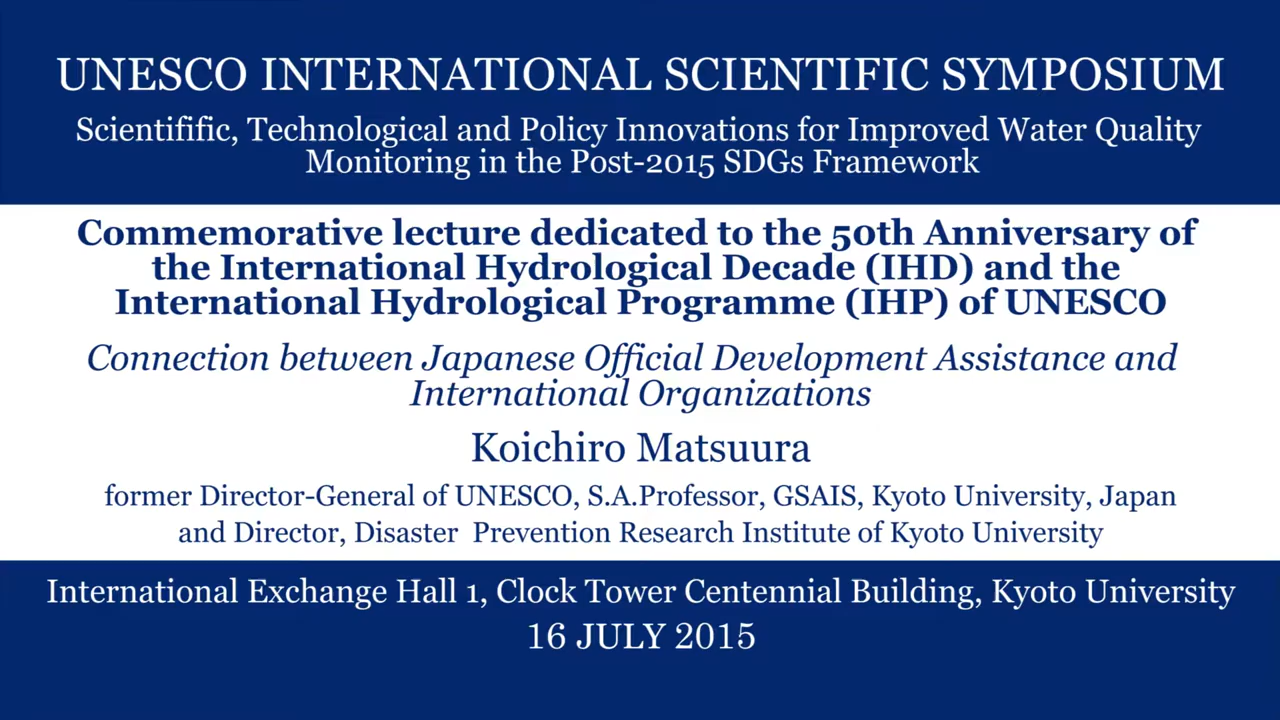 UNESCO INTERNATIONAL SCIENTIFIC SYMPOSIUM
Scientifific, Technological and Policy Innovations for Improved Water Quality
Monitoring in the Post-2015 SDGs Framework
Commemorative lecture dedicated to the 50th Anniversary of
the International Hydrological Decade (IHD) and the
International Hydrological Programme (IHP) of UNESCO
Connection between Japanese Official Development Assistance and
International Organizations
Koichiro Matsuura
former Director-General of UNESCO, S.A.Professor, GSAIS, Kyoto University, Japan
and Director, Disaster  Prevention Research Institute of Kyoto University
International Exchange Hall 1, Clock Tower Centennial Building, Kyoto University
16 JULY 2015